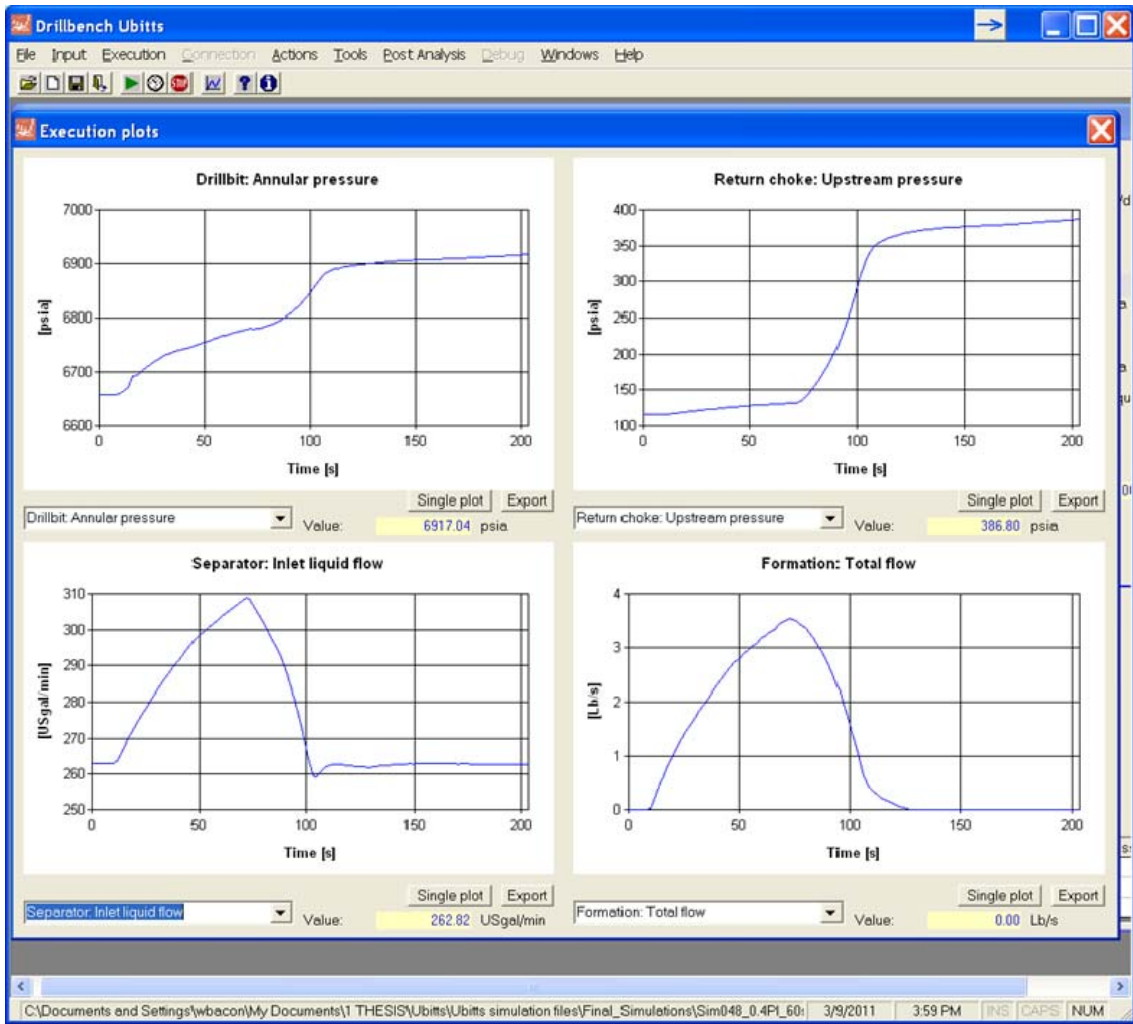 Drillbench Ubitts
File Input Execution Connection Actions Tools Post Analysis Debug Windows Help
STOP
Execution plots
Drillbit: Annular pressure
7000
6900
6800
6700
6600
[psia]
0 50 100 150 200
Time [s]
Single plot Export
Drillbit: Annular pressure Value: 6917.04 psia
Return choke: Upstream pressure
400
350
300
250
200
150
100
[psia]
0 50 100 150 200
Time [s]
Single plot Export
Return choke: Upstream pressure Value: 386.80 psia
Separator: Inlet liquid flow
310
300
290
280
270
260
250
[USgal/min]
0 50 100 150 200
Time [s]
Single plot Export
Separator: Inlet liquid flow Value: 262.82 USgal/min
Formation: Total flow
4
3
2
1
0
[Lb/s]
0 50 100 150 200
Time [s]
Single plot Export
Formation: Total flow Value: 0.00 Lb/s
C:\Documents and Settings\wbacon\My Documents\1 THESIS\Ubitts\Ubitts simulation files\Final_Simulations\Sim048_0.4PI_60s 3/9/2011 3:59 PM INS CAPS NUM